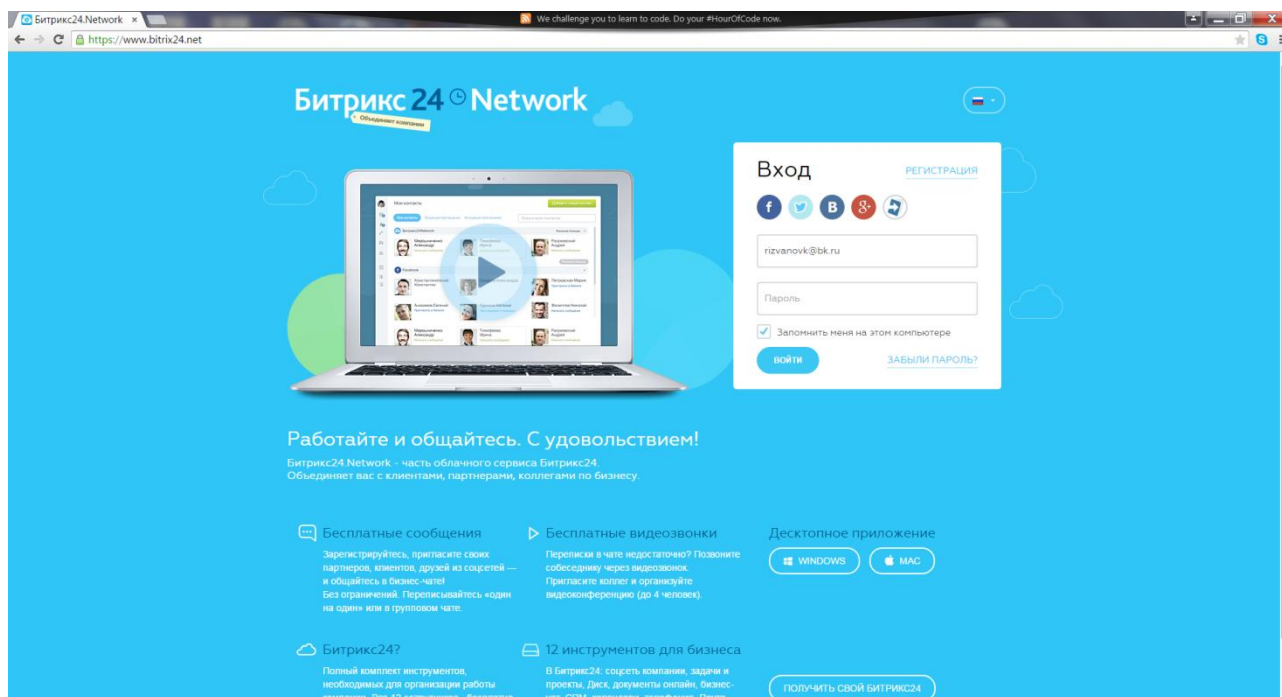 Битрикс24.Network
We challenge you to learn to code. Do your #HourOfCode now.
https://www.bitrix24.net
Битрикс 24 Network
Объединяет компании
Вход
РЕГИСТРАЦИЯ
rizvanovk@bk.ru
Пароль
Запомнить меня на этом компьютере
ВОЙТИ
ЗАБЫЛИ ПАРОЛЬ?
Мои контакты
Работайте и общайтесь. С удовольствием!
Битрикс24.Network - часть облачного сервиса Битрикс24.
Объединяет вас с клиентами, партнерами, коллегами по бизнесу.
Бесплатные сообщения
Зарегистрируйтесь, пригласите своих
партнеров, клиентов, друзей из соцсетей —
и общайтесь в бизнес-чате!
Без ограничений. Переписывайтесь «один
на один» или в групповом чате.
Бесплатные видеозвонки
Переписки в чате недостаточно? Позвоните
собеседнику через видеозвонок.
Пригласите коллег и организуйте
видеоконференцию (до 4 человек).
Десктопное приложение
WINDOWS
MAC
Битрикс24?
Полный комплект инструментов,
необходимых для организации работы
12 инструментов для бизнеса
В Битрикс24: соцсеть компании, задачи и
проекты, Диск, документы онлайн, бизнес-
ПОЛУЧИТЬ СВОЙ БИТРИКС24